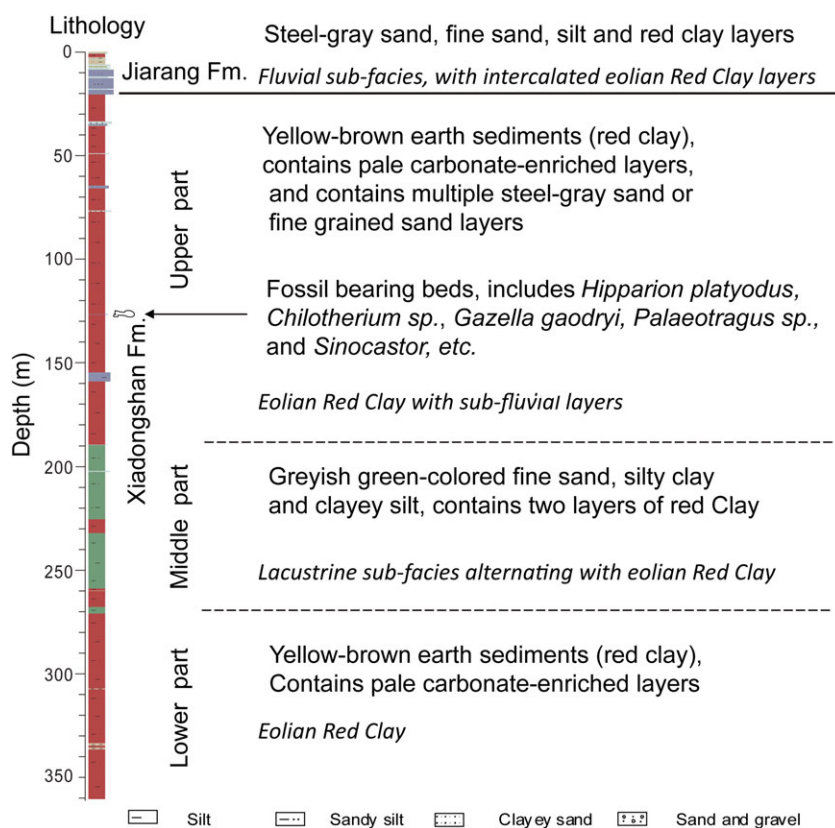 Lithology
Steel-gray sand, fine sand, silt and red clay layers
0
Jiarang Fm.
Fluvial sub-facies, with intercalated eolian Red Clay layers
Yellow-brown earth sediments (red clay),
contains pale carbonate-enriched layers,
and contains multiple steel-gray sand or
fine grained sand layers
50
Upper part
100
Fossil bearing beds, includes Hipparion platyodus,
Chilotherium sp., Gazella gaodryi, Palaeotragus sp.,
and Sinocastor, etc.
150
Eolian Red Clay with sub-fluvial layers
Depth (m)
Xiadongshan Fm.
200
Greyish green-colored fine sand, silty clay
and clayey silt, contains two layers of red Clay
Middle part
250
Lacustrine sub-facies alternating with eolian Red Clay
Yellow-brown earth sediments (red clay),
Contains pale carbonate-enriched layers
300
Lower part
Eolian Red Clay
350
Silt
Sandy silt
Clayey sand
Sand and gravel